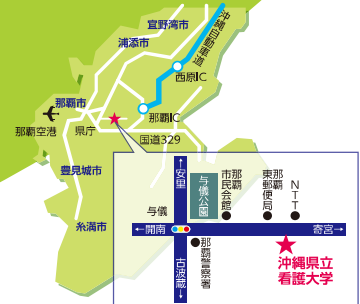 宜野湾市
沖縄自動車道
浦添市
西原IC
那覇市
那覇IC
那覇空港
県庁
国道329
豊見城市
糸満市
安里
与儀公園
那覇
市民会館
那覇
東郵便局
NTT
与儀
開南
寄宮
古波蔵
那覇警察署
沖縄県立
看護大学